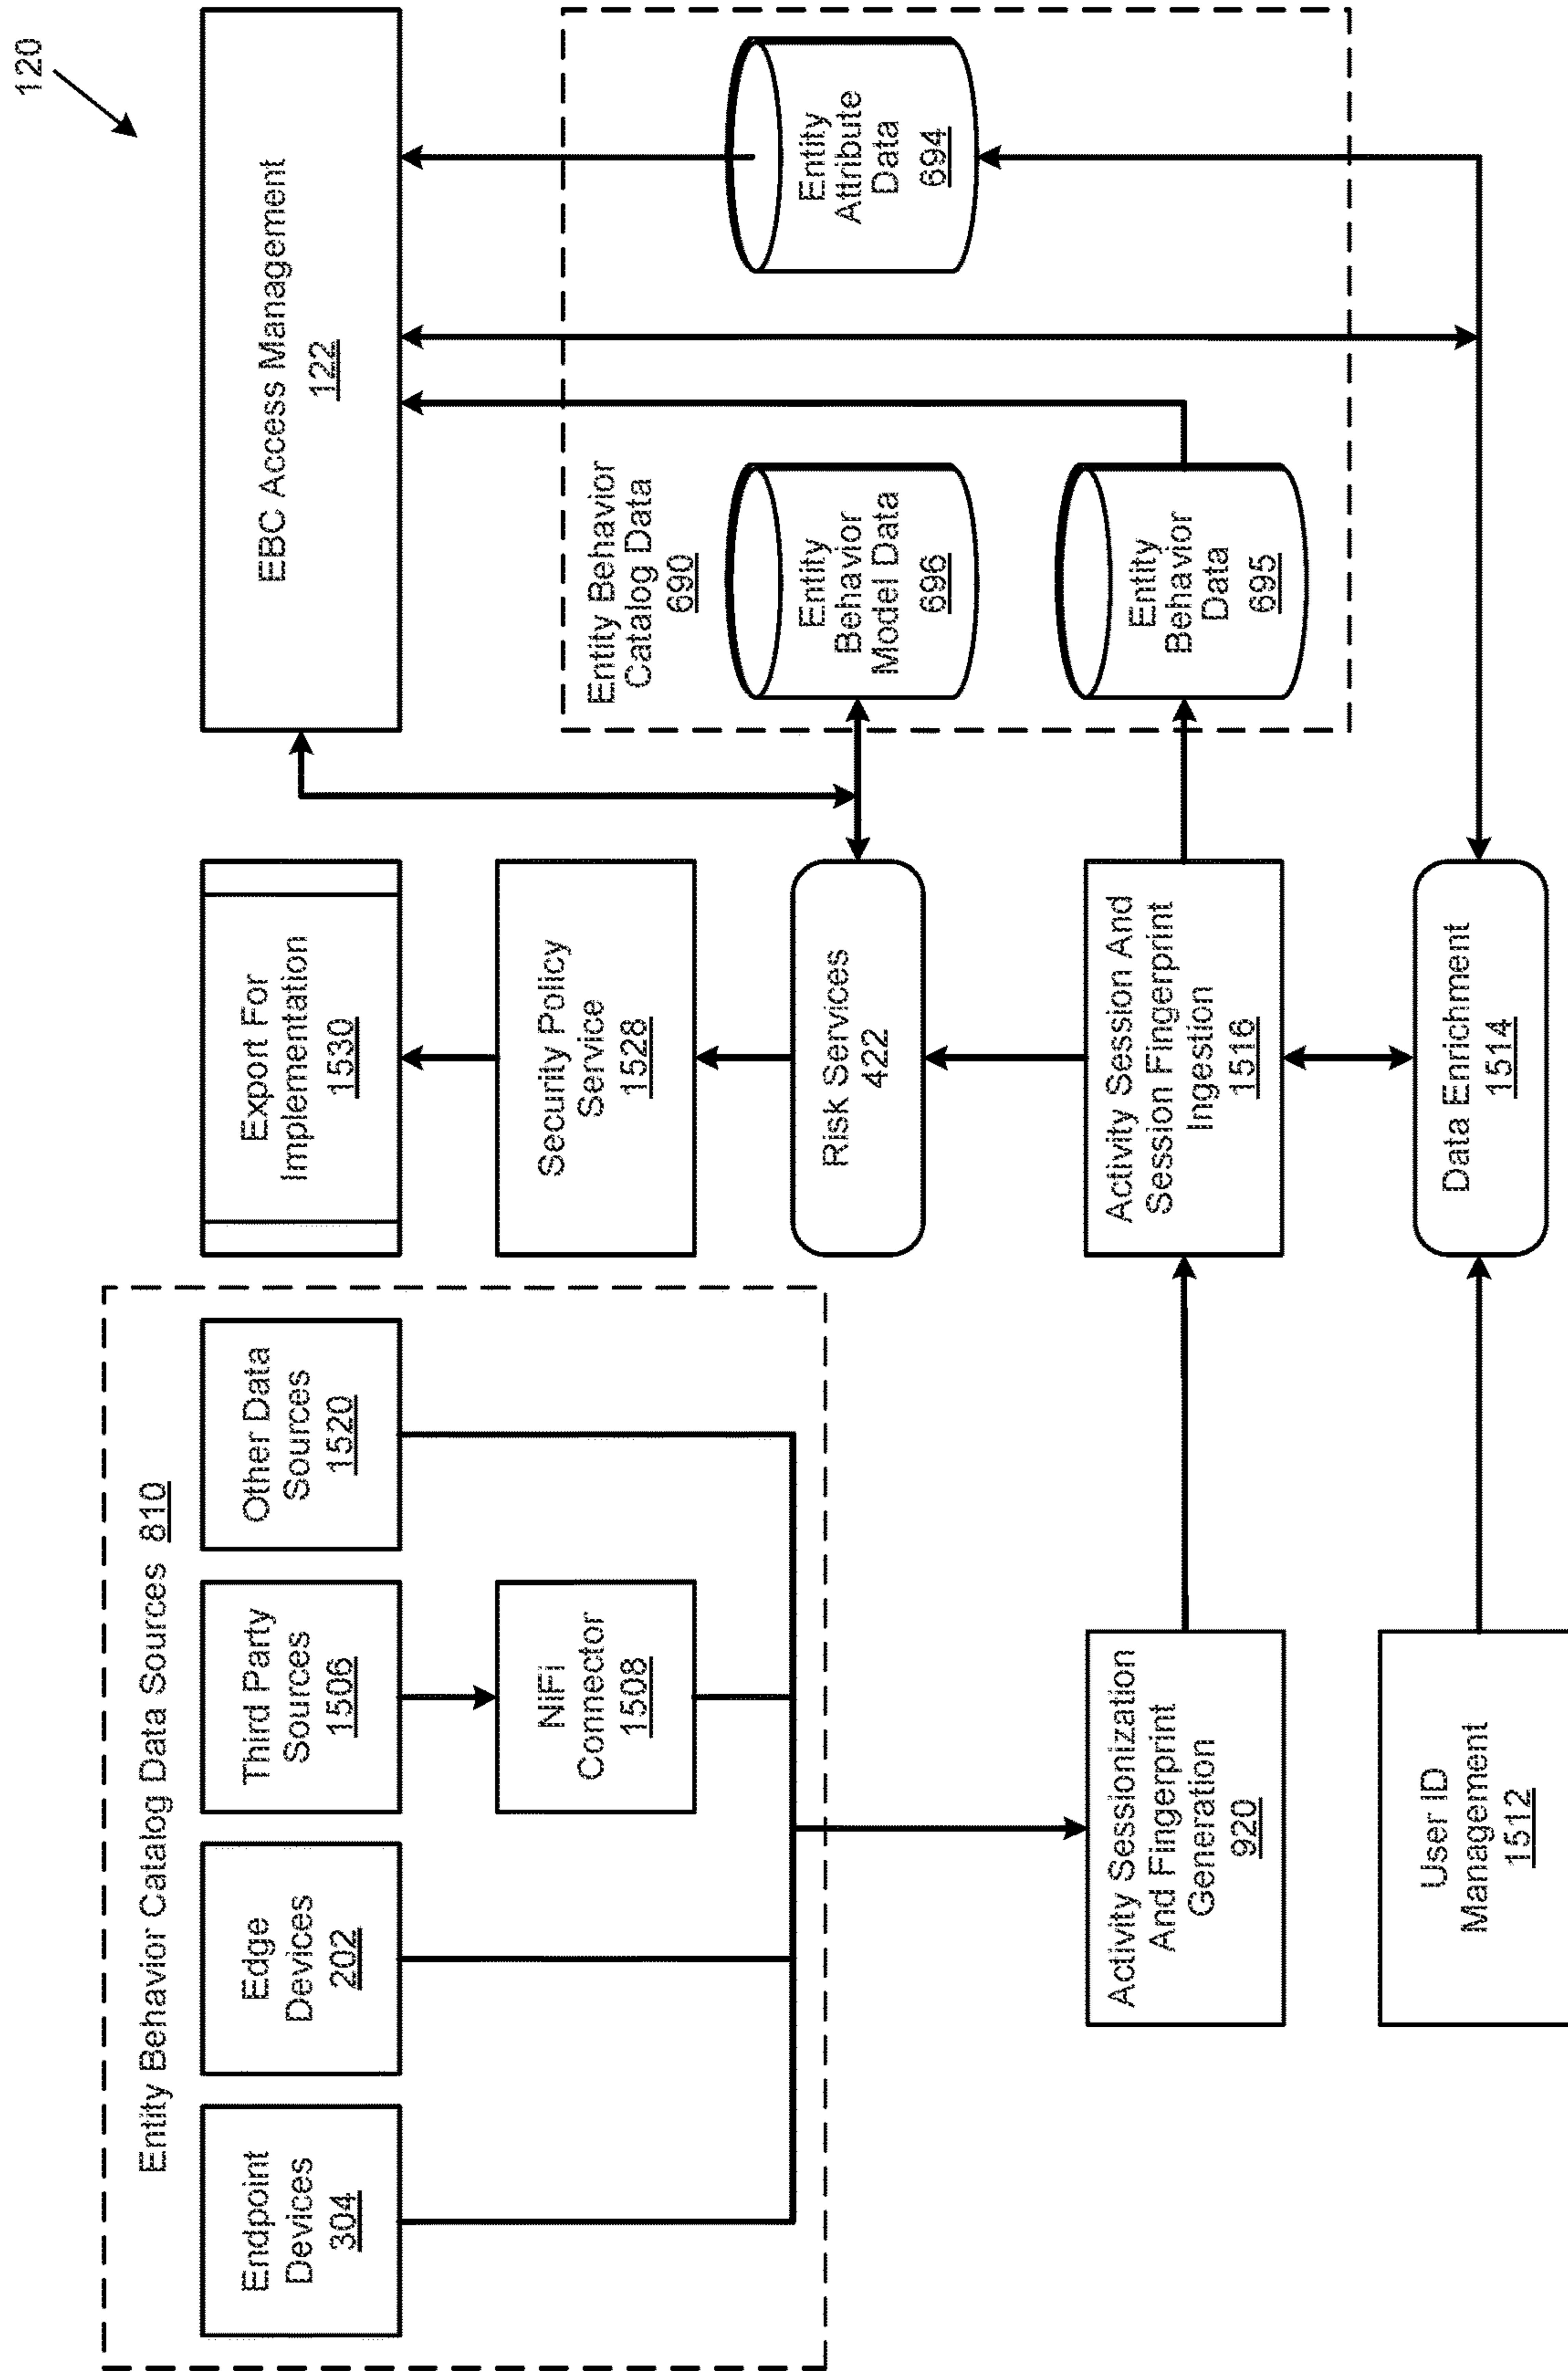 120
Entity Behavior Catalog Data Sources 810
Endpoint
Devices
304
Edge
Devices
202
Third Party
Sources
1506
Other Data
Sources
1520
NiFi
Connector
1508
Export For
Implementation
1530
EBC Access Management
122
Security Policy
Service
1528
Entity Behavior
Catalog Data
690
Risk Services
422
Entity
Behavior
Model Data
696
Entity
Attribute
Data
694
Activity Sessionization
And Fingerprint
Generation
920
Activity Session And
Session Fingerprint
Ingestion
1516
Entity
Behavior
Data
695
User ID
Management
1512
Data Enrichment
1514